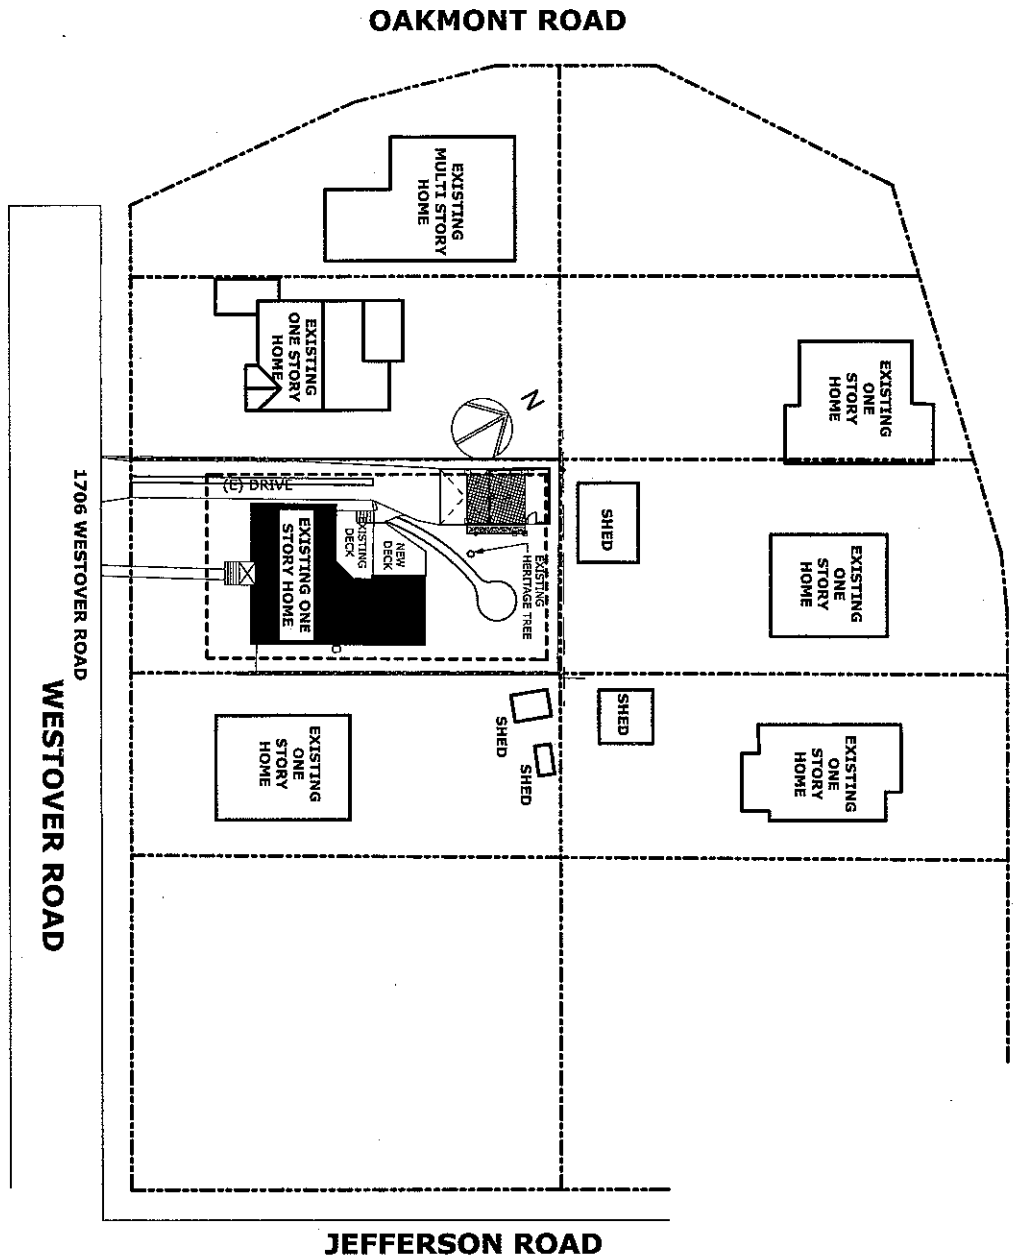 OAKMONT ROAD
EXISTING
MULTI STORY
HOME
EXISTING
ONE STORY
HOME
EXISTING
ONE
STORY
HOME
N
(E) DRIVE
1706 WESTOVER ROAD
EXISTING ONE
STORY HOME
EXISTING
DECK
NEW
DECK
EXISTING
HERITAGE TREE
SHED
EXISTING
ONE
STORY
HOME
WESTOVER ROAD
EXISTING
ONE
STORY
HOME
SHED
SHED
SHED
EXISTING
ONE
STORY
HOME
JEFFERSON ROAD